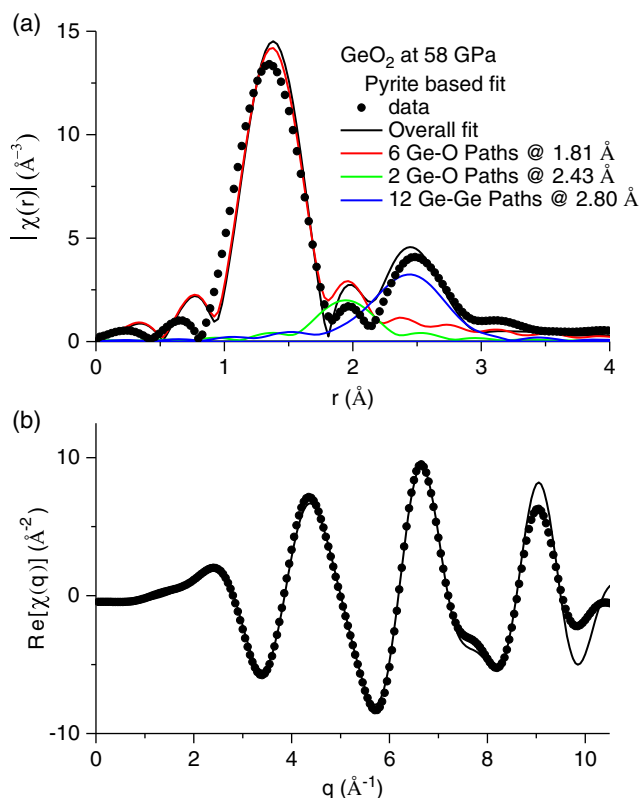 (a)
15
10
5
0
|χ(r)| (Å⁻³)
GeO₂ at 58 GPa
Pyrite based fit
data
Overall fit
6 Ge-O Paths @ 1.81 Å
2 Ge-O Paths @ 2.43 Å
12 Ge-Ge Paths @ 2.80 Å
0 1 2 3 4
r (Å)
(b)
10
0
-10
Re[χ(q)] (Å⁻²)
0 2 4 6 8 10
q (Å⁻¹)